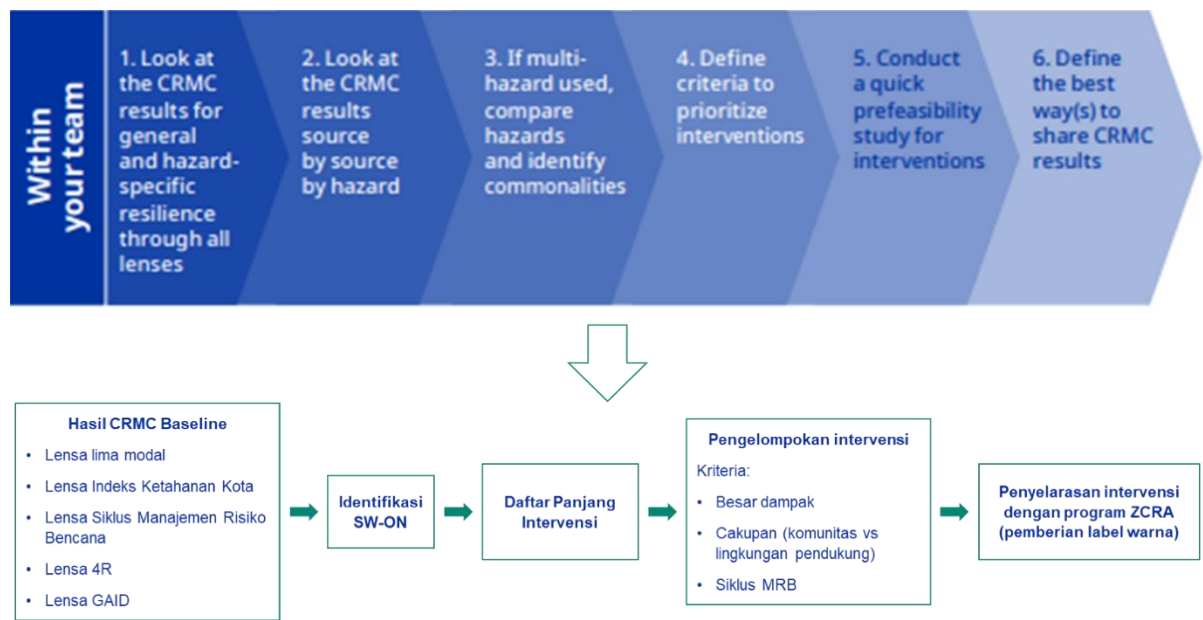 Within
your team
1. Look at
the CRMC
results for
general
and hazard-
specific
resilience
through all
lenses
2. Look at
the CRMC
results
source
by source
by hazard
3. If multi-
hazard used,
compare
hazards
and identify
commonalities
4. Define
criteria to
prioritize
interventions
5. Conduct
a quick
prefeasibility
study for
interventions
6. Define
the best
way(s) to
share CRMC
results
Hasil CRMC Baseline
• Lensa lima modal
• Lensa Indeks Ketahanan Kota
• Lensa Siklus Manajemen Risiko
Bencana
• Lensa 4R
• Lensa GAID
Identifikasi
SW-ON
Daftar Panjang
Intervensi
Pengelompokan intervensi
Kriteria:
• Besar dampak
• Cakupan (komunitas vs
lingkungan pendukung)
• Siklus MRB
Penyelarasan intervensi
dengan program ZCRA
(pemberian label warna)